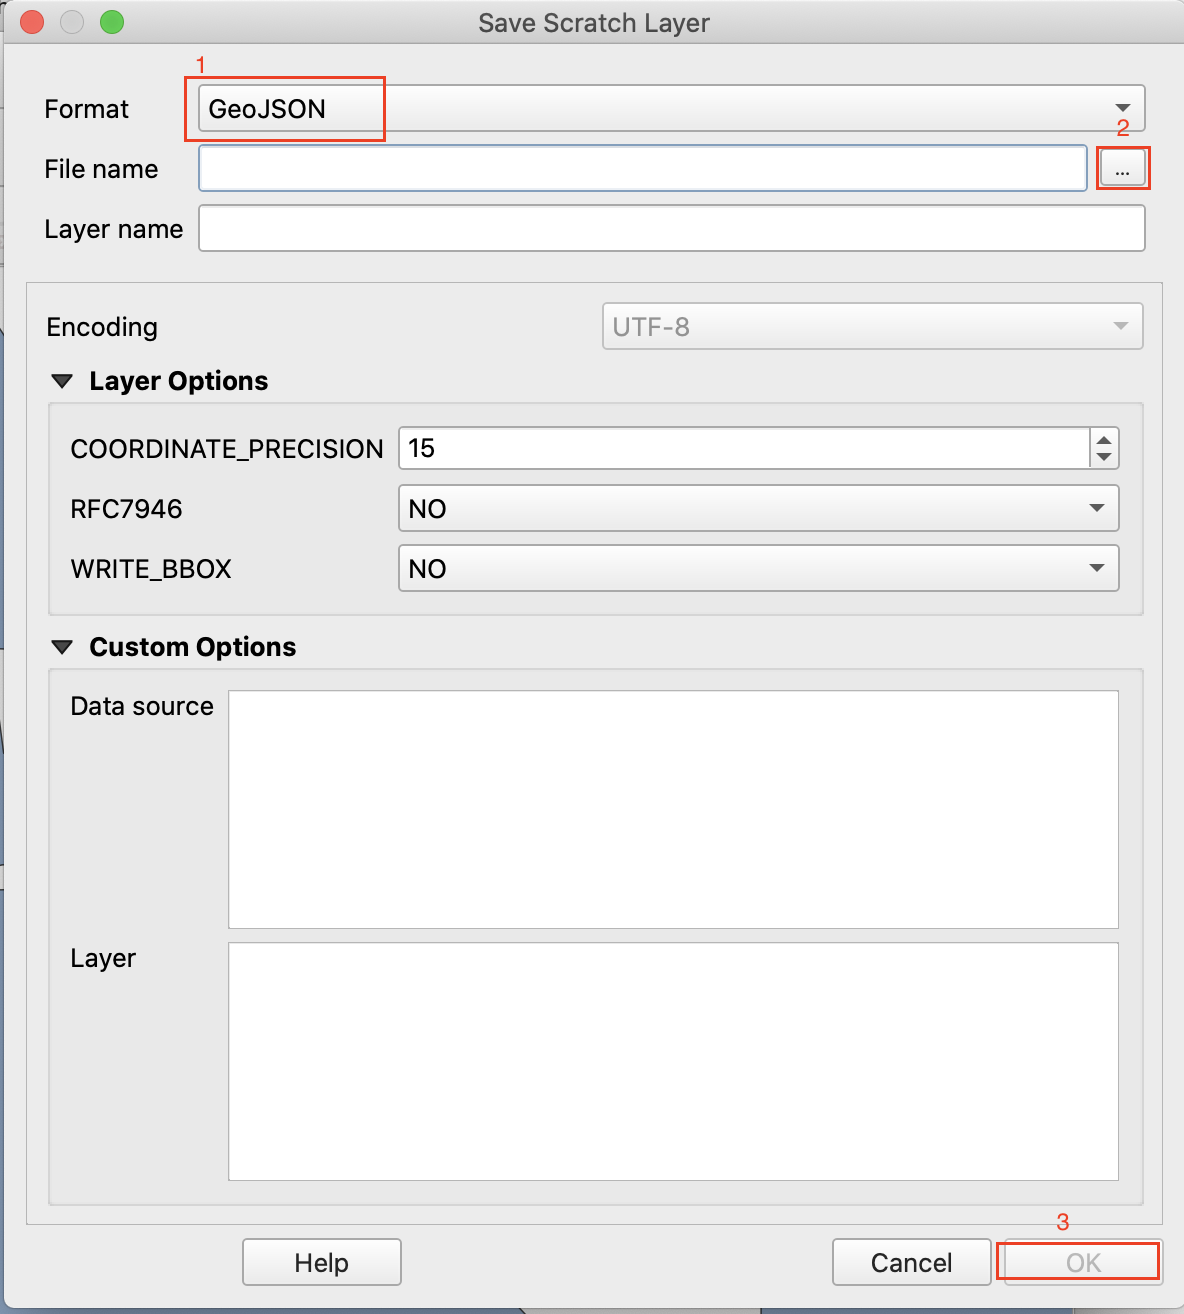 Save Scratch Layer
1
Format GeoJSON
2
File name ...
Layer name
Encoding UTF-8
Layer Options
COORDINATE_PRECISION 15
RFC7946 NO
WRITE_BBOX NO
Custom Options
Data source
Layer
3
Help Cancel OK